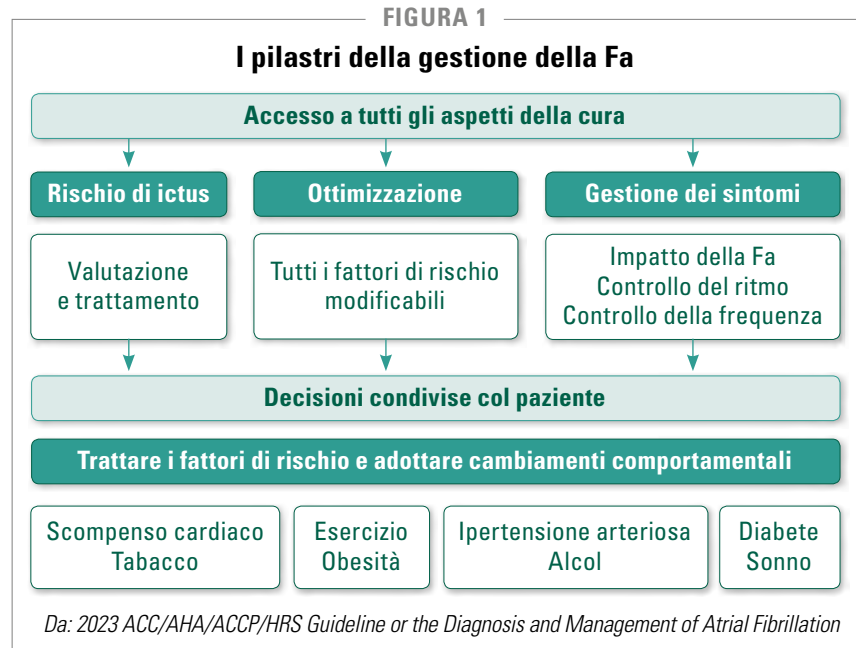 FIGURA 1
I pilastri della gestione della Fa
Accesso a tutti gli aspetti della cura
Rischio di ictus
Valutazione
e trattamento
Ottimizzazione
Tutti i fattori di rischio
modificabili
Gestione dei sintomi
Impatto della Fa
Controllo del ritmo
Controllo della frequenza
Decisioni condivise col paziente
Trattare i fattori di rischio e adottare cambiamenti comportamentali
Scompenso cardiaco
Tabacco
Esercizio
Obesità
Ipertensione arteriosa
Alcol
Diabete
Sonno
Da: 2023 ACC/AHA/ACCP/HRS Guideline or the Diagnosis and Management of Atrial Fibrillation